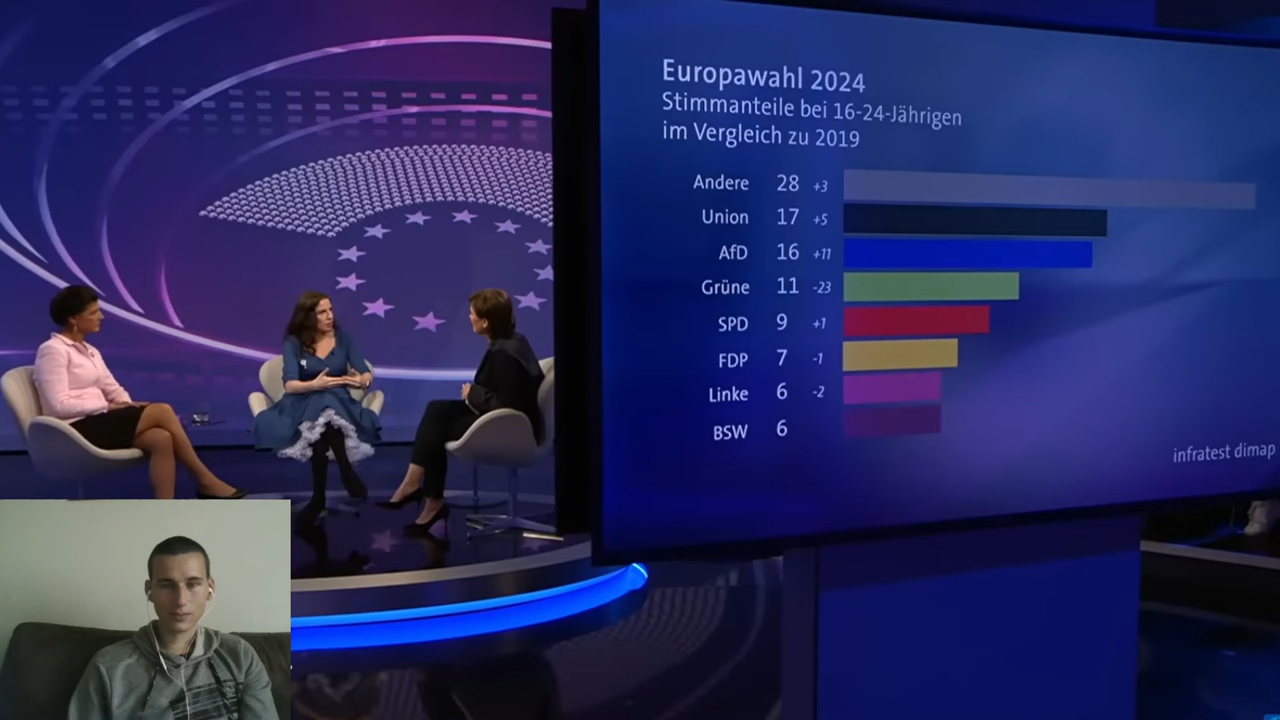 Europawahl 2024
Stimmanteile bei 16-24-Jährigen
im Vergleich zu 2019
Andere 28 +3
Union 17 +5
AfD 16 +11
Grüne 11 -23
SPD 9 +1
FDP 7 -1
Linke 6 -2
BSW 6
infratest dimap